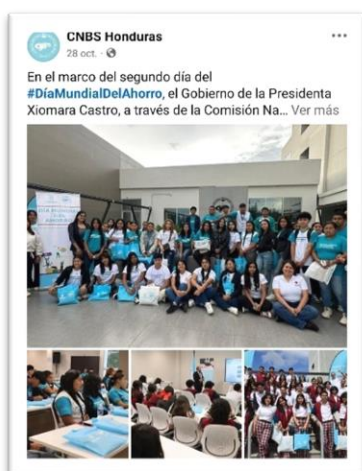 CNBS Honduras
28 oct. ·
En el marco del segundo día del
#DíaMundialDelAhorro, el Gobierno de la Presidenta
Xiomara Castro, a través de la Comisión Na... Ver más